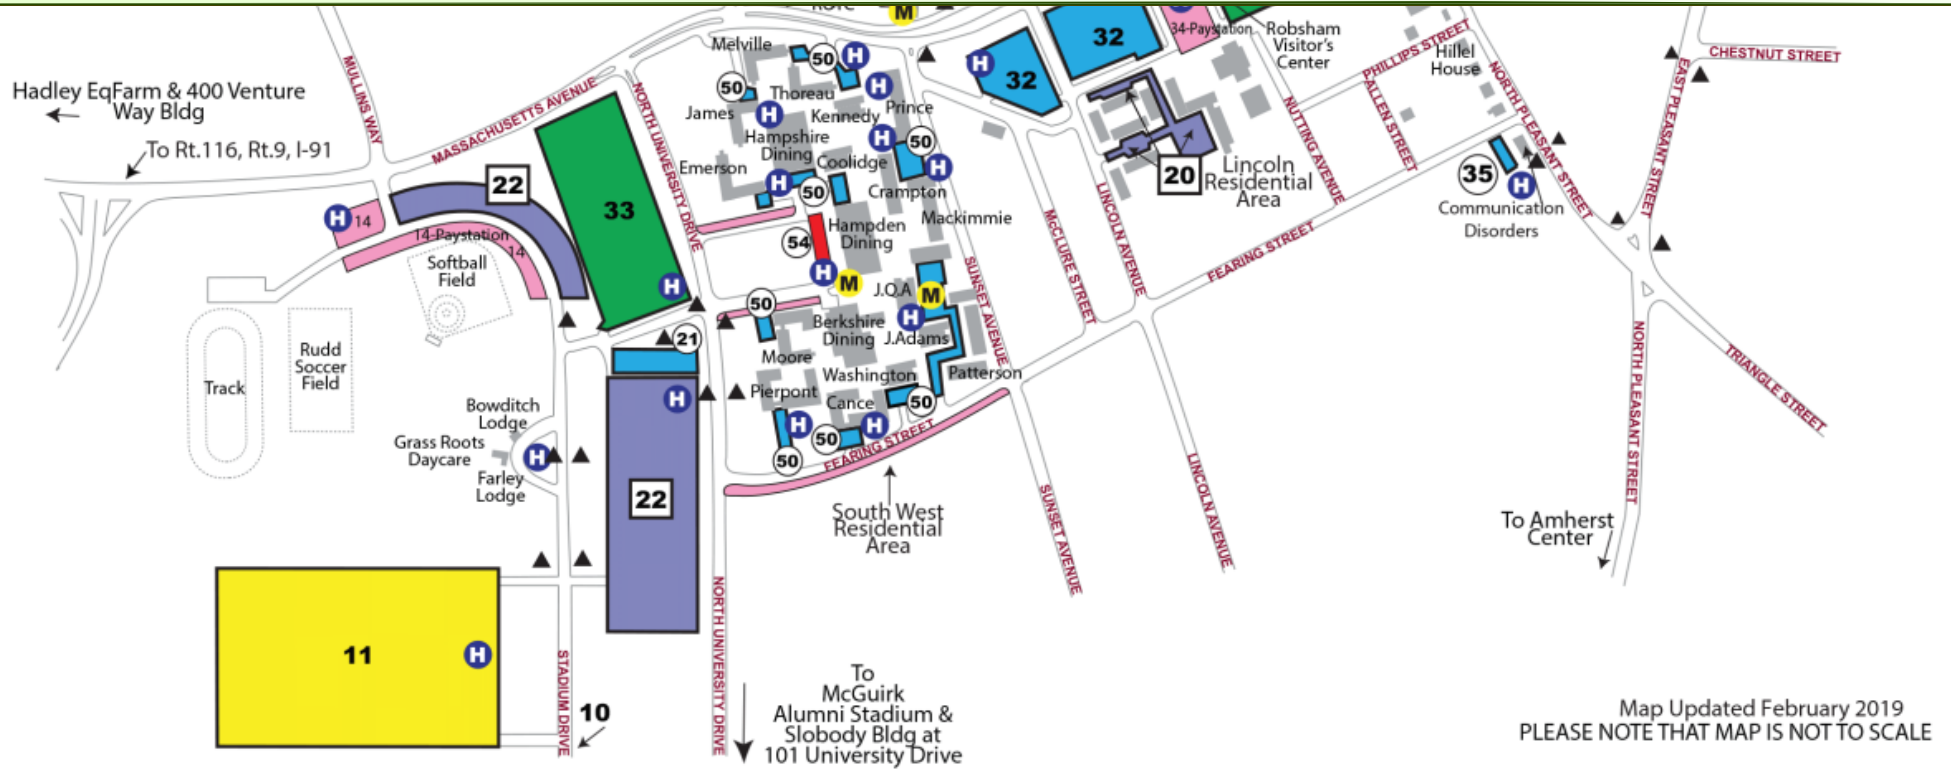 M
32
32
H
34-Paystation
Robsham
Visitor's
Center
PHILLIPS STREET
Hillel
House
CHESTNUT STREET
Melville
50
H
50
H
Thoreau
Prince
James
H
Kennedy
Hampshire
Dining
H
50
Coolidge
H
Emerson
H
50
Crampton
Mackimmie
Hampden
Dining
54
H
M
J.Q.A
M
Berkshire
Dining
H
J.Adams
50
Moore
Washington
Patterson
Pierpont
Cance
50
H
50
H
50
FEARING STREET
South West
Residential
Area
Hadley EqFarm & 400 Venture
Way Bldg
To Rt.116, Rt.9, I-91
MULLINS WAY
MASSACHUSETTS AVENUE
NORTH UNIVERSITY DRIVE
22
33
H
H
14
14-Paystation
14
Softball
Field
21
H
22
Track
Rudd
Soccer
Field
Bowditch
Lodge
Grass Roots
Daycare
H
Farley
Lodge
11
H
10
STADIUM DRIVE
NORTH UNIVERSITY DRIVE
To
McGuirk
Alumni Stadium &
Slobody Bldg at
101 University Drive
SUNSET AVENUE
McCLURE STREET
LINCOLN AVENUE
20
Lincoln
Residential
Area
NUTTING AVENUE
ALLEN STREET
FEARING STREET
35
H
Communication
Disorders
NORTH PLEASANT STREET
EAST PLEASANT STREET
SUNSET AVENUE
LINCOLN AVENUE
NORTH PLEASANT STREET
TRIANGLE STREET
To Amherst
Center
Map Updated February 2019
PLEASE NOTE THAT MAP IS NOT TO SCALE